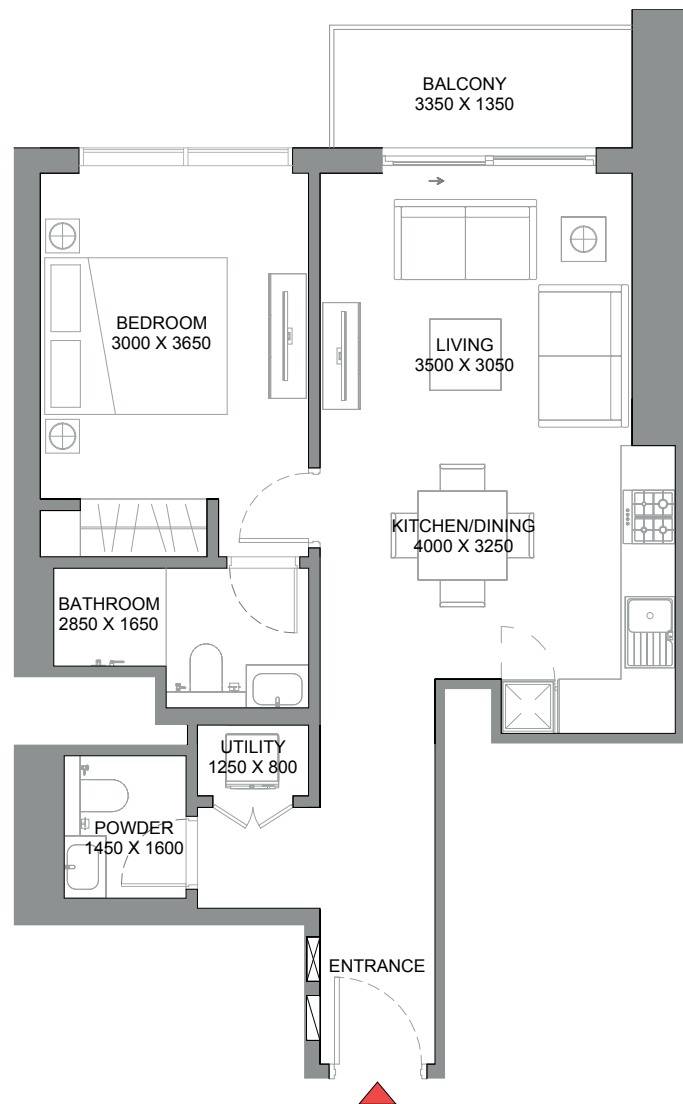 BALCONY
3350 X 1350
BEDROOM
3000 X 3650
LIVING
3500 X 3050
KITCHEN/DINING
4000 X 3250
BATHROOM
2850 X 1650
UTILITY
1250 X 800
POWDER
1450 X 1600
ENTRANCE